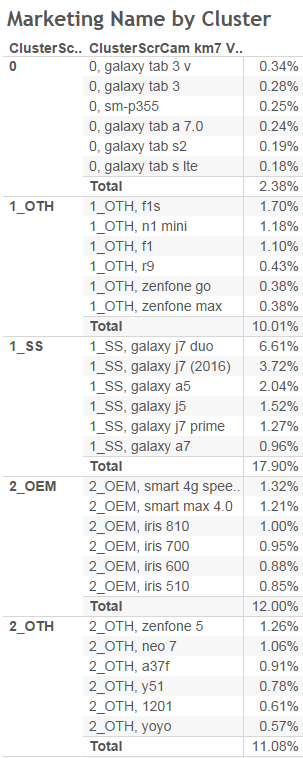 Marketing Name by Cluster
ClusterSc.. ClusterScrCam km7 V..
0 0, galaxy tab 3 v 0.34%
0, galaxy tab 3 0.28%
0, sm-p355 0.25%
0, galaxy tab a 7.0 0.24%
0, galaxy tab s2 0.19%
0, galaxy tab s lte 0.18%
Total 2.38%
1_OTH 1_OTH, f1s 1.70%
1_OTH, n1 mini 1.18%
1_OTH, f1 1.10%
1_OTH, r9 0.43%
1_OTH, zenfone go 0.38%
1_OTH, zenfone max 0.38%
Total 10.01%
1_SS 1_SS, galaxy j7 duo 6.61%
1_SS, galaxy j7 (2016) 3.72%
1_SS, galaxy a5 2.04%
1_SS, galaxy j5 1.52%
1_SS, galaxy j7 prime 1.27%
1_SS, galaxy a7 0.96%
Total 17.90%
2_OEM 2_OEM, smart 4g spee.. 1.32%
2_OEM, smart max 4.0 1.21%
2_OEM, iris 810 1.00%
2_OEM, iris 700 0.95%
2_OEM, iris 600 0.88%
2_OEM, iris 510 0.85%
Total 12.00%
2_OTH 2_OTH, zenfone 5 1.26%
2_OTH, neo 7 1.06%
2_OTH, a37f 0.91%
2_OTH, y51 0.78%
2_OTH, 1201 0.61%
2_OTH, yoyo 0.57%
Total 11.08%